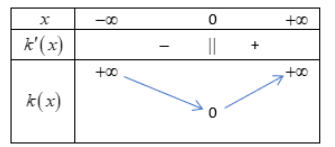 x −∞ 0 +∞
k′(x) − || +
+∞ +∞
k(x)
0